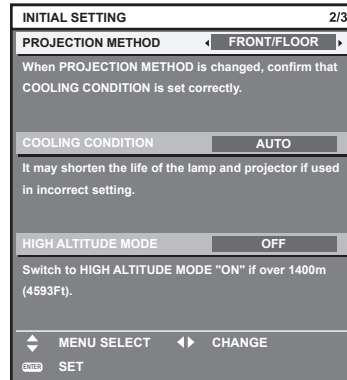 INITIAL SETTING 2/3
PROJECTION METHOD FRONT/FLOOR
When PROJECTION METHOD is changed, confirm that
COOLING CONDITION is set correctly.
COOLING CONDITION AUTO
It may shorten the life of the lamp and projector if used
in incorrect setting.
HIGH ALTITUDE MODE OFF
Switch to HIGH ALTITUDE MODE "ON" if over 1400m
(4593Ft).
MENU SELECT CHANGE
ENTER SET